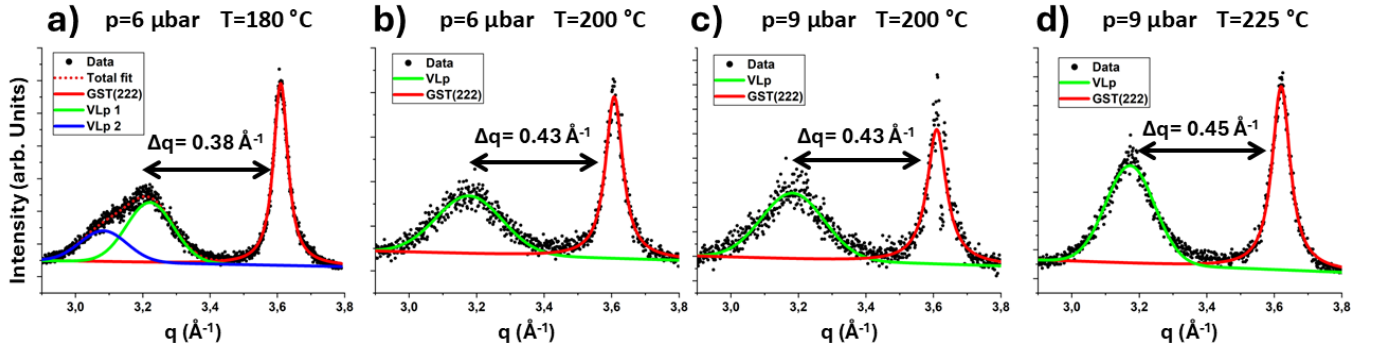 a) p=6 μbar T=180 °C
Intensity (arb. Units)
Data
Total fit
GST(222)
VLp 1
VLp 2
Δq= 0.38 Å-1
3,0 3,2 3,4 3,6 3,8
q (Å-1)
b) p=6 μbar T=200 °C
Data
VLp
GST(222)
Δq= 0.43 Å-1
3,0 3,2 3,4 3,6 3,8
q (Å-1)
c) p=9 μbar T=200 °C
Data
VLp
GST(222)
Δq= 0.43 Å-1
3,0 3,2 3,4 3,6 3,8
q (Å-1)
d) p=9 μbar T=225 °C
Data
VLp
GST(222)
Δq= 0.45 Å-1
3,0 3,2 3,4 3,6 3,8
q (Å-1)